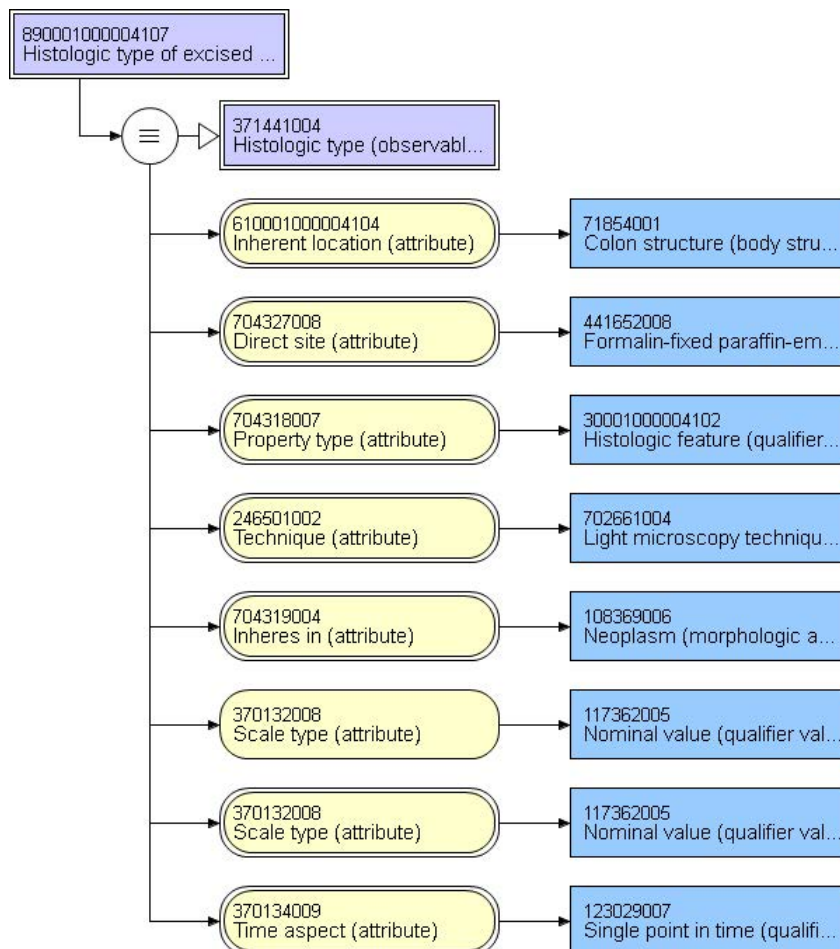 890001000004107
Histologic type of excised ...
≡
371441004
Histologic type (observabl...
610001000004104
Inherent location (attribute)
71854001
Colon structure (body stru...
704327008
Direct site (attribute)
441652008
Formalin-fixed paraffin-em...
704318007
Property type (attribute)
30001000004102
Histologic feature (qualifier...
246501002
Technique (attribute)
702661004
Light microscopy techniqu...
704319004
Inheres in (attribute)
108369006
Neoplasm (morphologic a...
370132008
Scale type (attribute)
117362005
Nominal value (qualifier val...
370132008
Scale type (attribute)
117362005
Nominal value (qualifier val...
370134009
Time aspect (attribute)
123029007
Single point in time (qualifi...